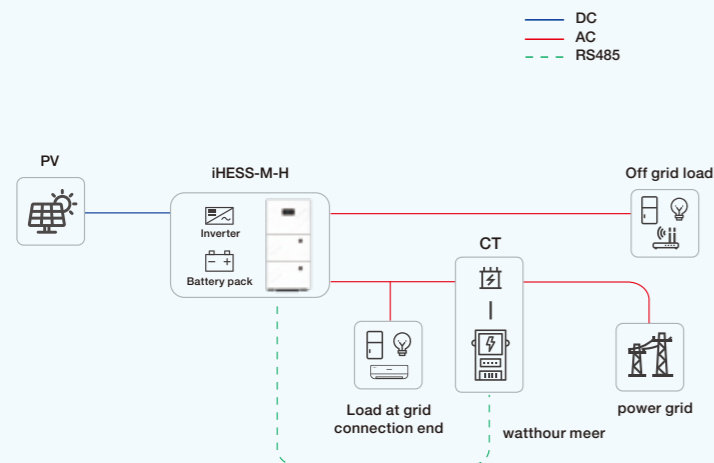 DC
AC
RS485
PV
iHESS-M-H
Off grid load
Inverter
CT
Battery pack
Load at grid
connection end
power grid
watthour meer